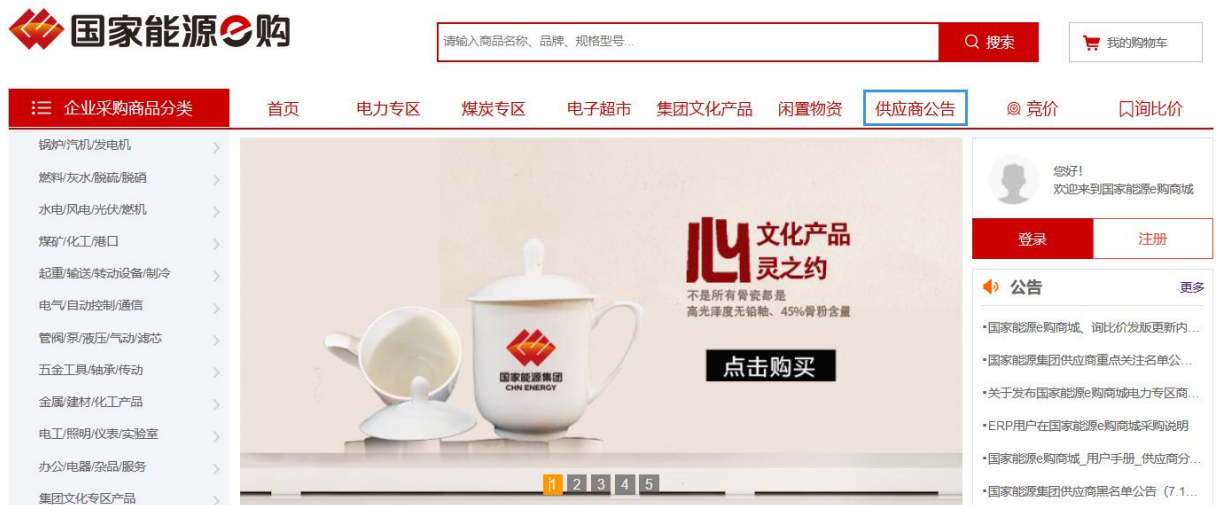 国家能源e购
请输入商品名称、品牌、规格型号...
搜索
我的购物车
企业采购商品分类
首页
电力专区
煤炭专区
电子超市
集团文化产品
闲置物资
供应商公告
竞价
询比价
锅炉/汽机/发电机
燃料/灰水/脱硫/脱硝
水电/风电/光伏/燃机
煤矿/化工/港口
起重/输送/转动设备/制冷
电气/自动控制/通信
管阀/泵/液压/气动/滤芯
五金工具/轴承/传动
金属/建材/化工产品
电工/照明/仪表/实验室
办公/电器/杂品/服务
集团文化专区产品
心 文化产品
灵之约
不是所有骨瓷都是
高光泽度无铅釉、45%骨粉含量
点击购买
国家能源集团
CHN ENERGY
1 2 3 4 5
您好!
欢迎来到国家能源e购商城
登录
注册
公告
更多
•国家能源e购商城、询比价发版更新内...
•国家能源集团供应商重点关注名单公...
•关于发布国家能源e购商城电力专区商...
•ERP用户在国家能源e购商城采购说明
•国家能源e购商城_用户手册_供应商分...
•国家能源集团供应商黑名单公告（7.1...